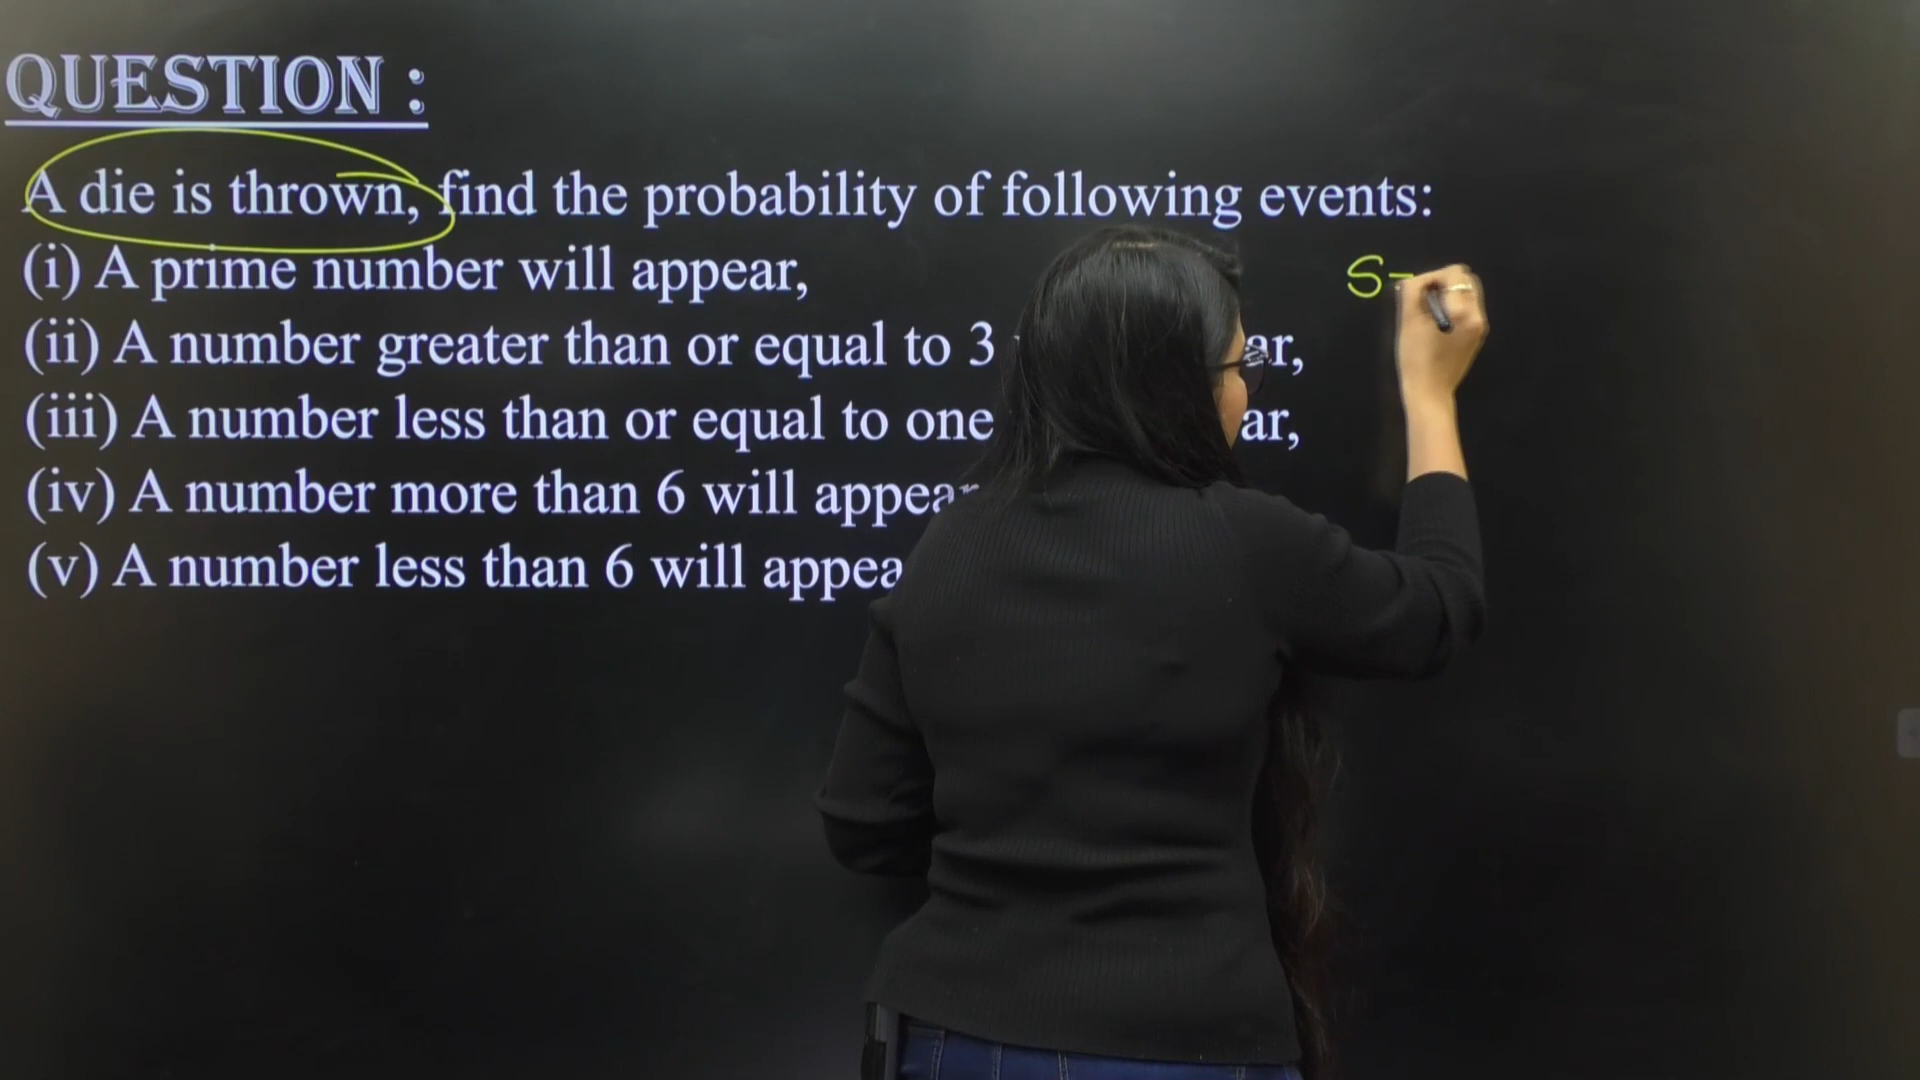 QUESTION :
A die is thrown, find the probability of following events:
(i) A prime number will appear,
S=
(ii) A number greater than or equal to 3
(iii) A number less than or equal to one
(iv) A number more than 6 will appear
(v) A number less than 6 will